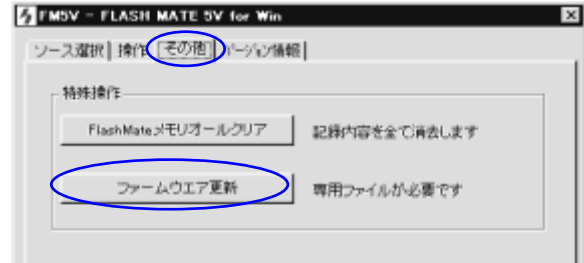 FM5V - FLASH MATE 5V for Win
ソース選択 操作 その他 バージョン情報
特殊操作
FlashMateメモリオールクリア 記録内容を全て消去します
ファームウエア更新 専用ファイルが必要です